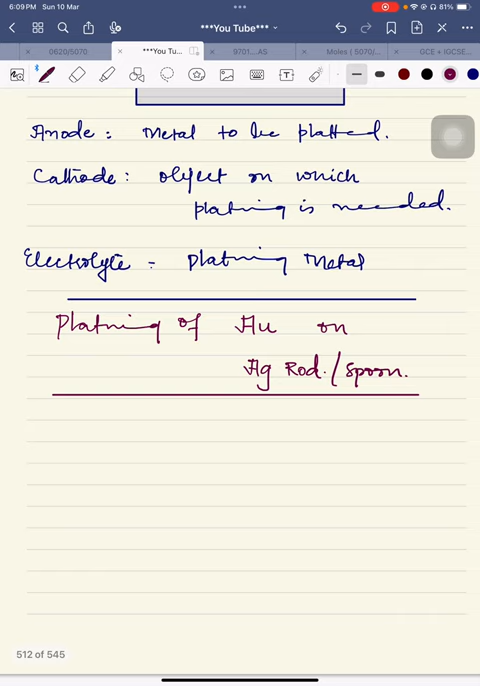 6:09 PM Sun 10 Mar
81%
***You Tube***
0620/5070
***You Tu...
9701....AS
Moles ( 5070/...
GCE + IGCSE...
Anode: Metal to be platted.
Cathode: object on which
plating is needed.
Electrolyte = Platning Metal
Platning of Au on
Ag Rod./Spoon.
512 of 545